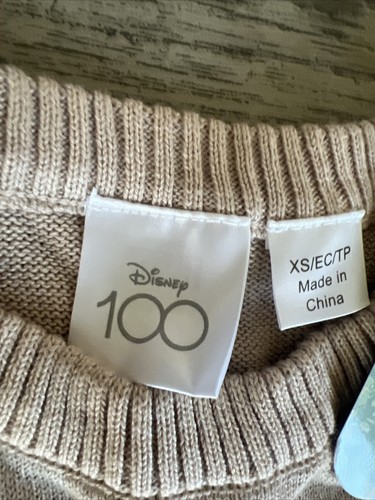 Disney
100
XS/EC/TP
Made in
China